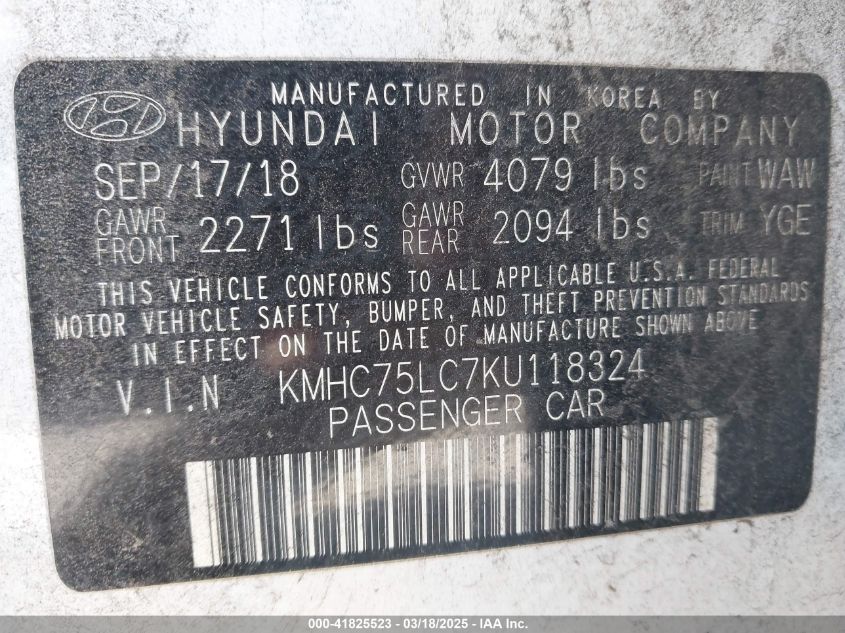 MANUFACTURED IN KOREA BY
HYUNDAI MOTOR COMPANY
SEP/17/18 GVWR 4079 lbs PAINT WAW
GAWR FRONT 2271 lbs GAWR REAR 2094 lbs TRIM YGE
THIS VEHICLE CONFORMS TO ALL APPLICABLE U.S.A. FEDERAL
MOTOR VEHICLE SAFETY, BUMPER, AND THEFT PREVENTION STANDARDS
IN EFFECT ON THE DATE OF MANUFACTURE SHOWN ABOVE
V.I.N KMHC75LC7KU118324
PASSENGER CAR
000-41825523 - 03/18/2025 - IAAI.com